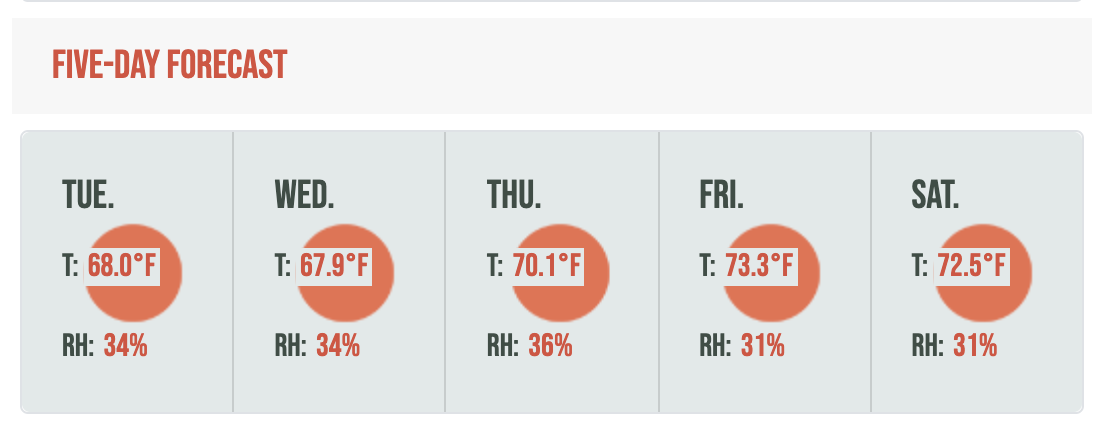 FIVE-DAY FORECAST
TUE.
T: 68.0°F
RH: 34%
WED.
T: 67.9°F
RH: 34%
THU.
T: 70.1°F
RH: 36%
FRI.
T: 73.3°F
RH: 31%
SAT.
T: 72.5°F
RH: 31%